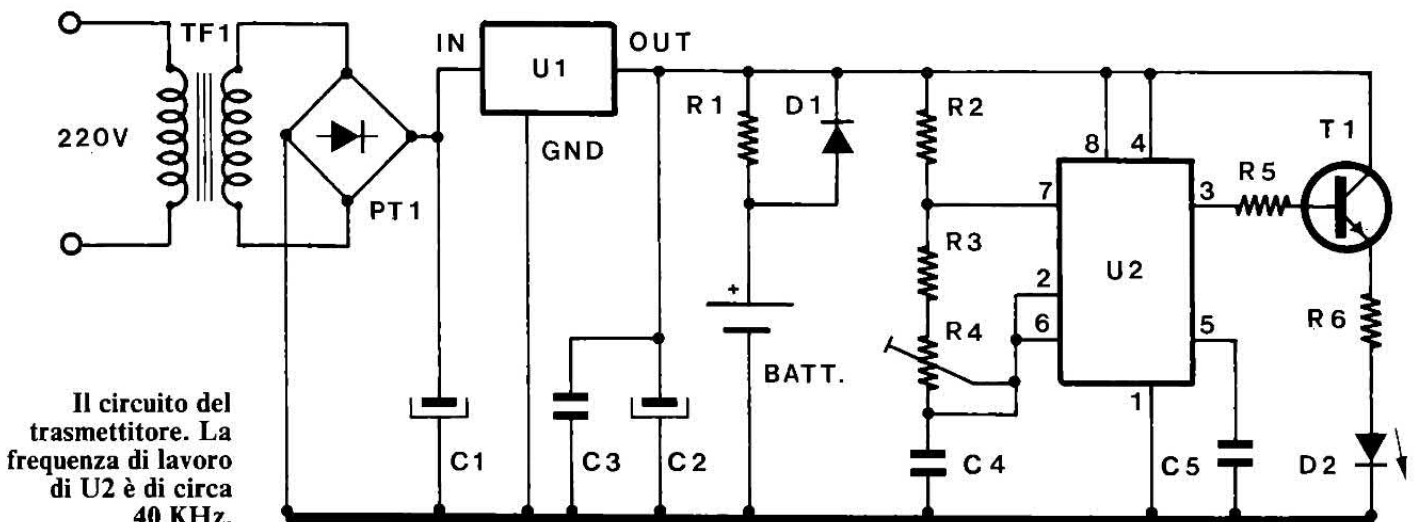 TF1
220V
PT1
IN
U1
OUT
GND
R1
D1
+
BATT.
C1
C3
C2
R2
R3
R4
C4
8
4
7
2
6
U2
3
5
1
C5
R5
T1
R6
D2
Il circuito del
trasmettitore. La
frequenza di lavoro
di U2 è di circa
40 KHz.